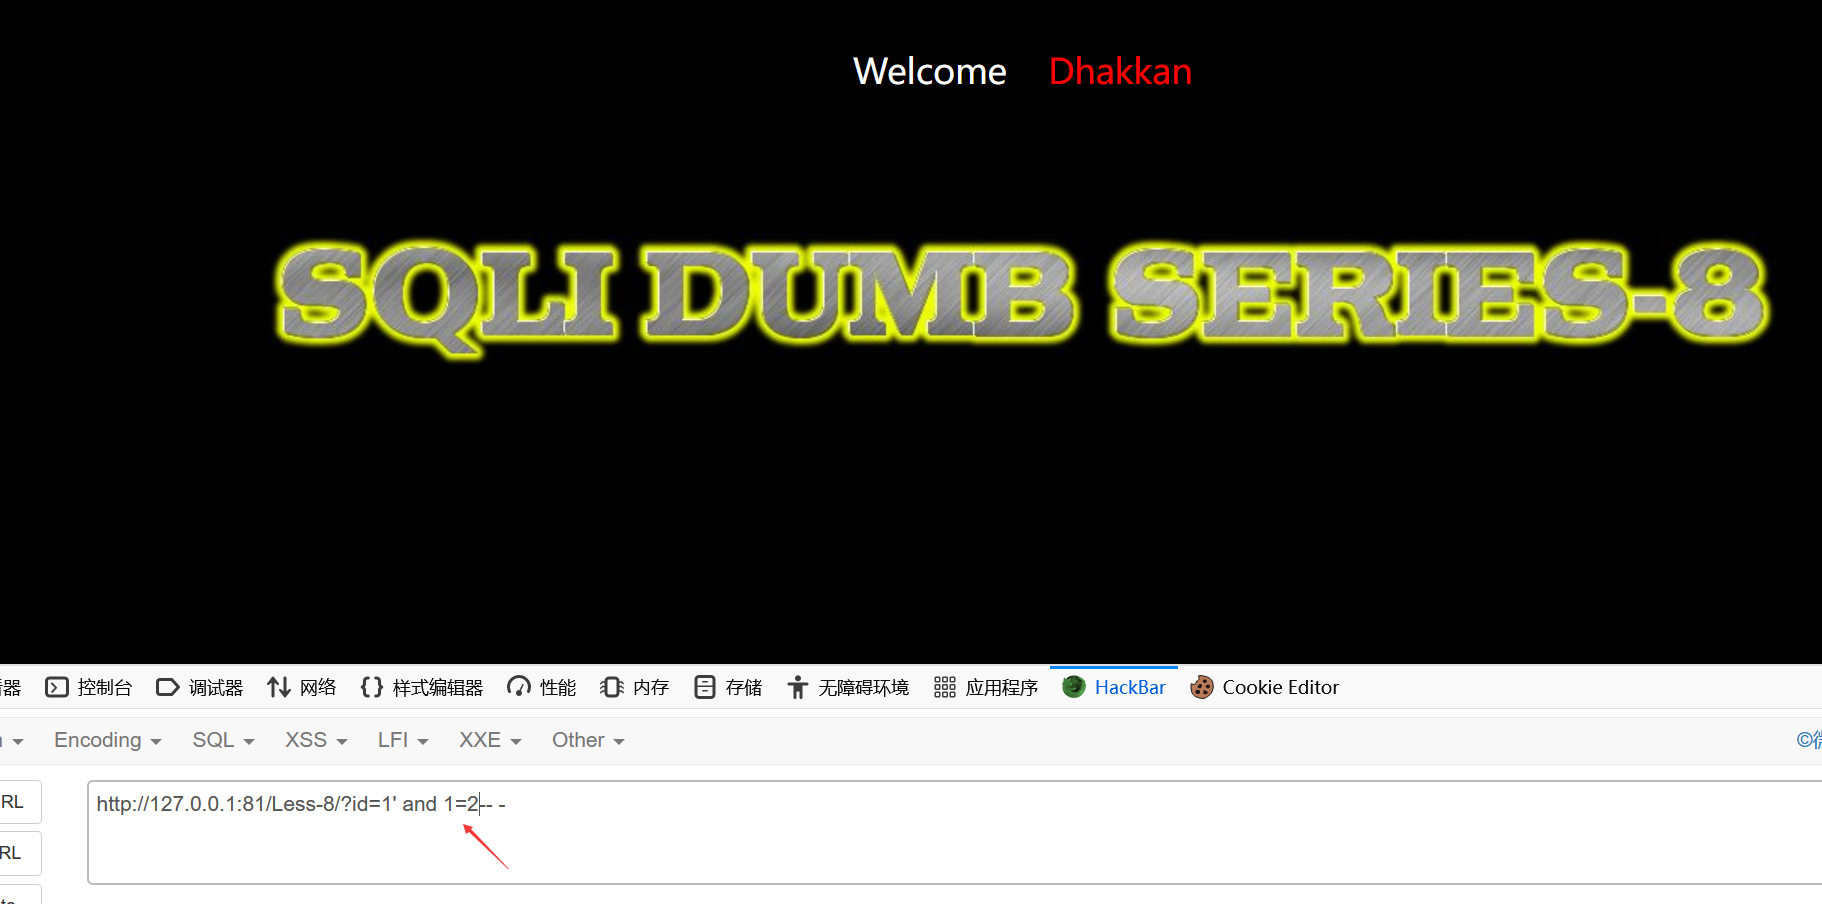 Welcome Dhakkan
SQLI DUMB SERIES-8
器 控制台 调试器 网络 {} 样式编辑器 性能 内存 存储 无障碍环境 应用程序 HackBar Cookie Editor
Encoding SQL XSS LFI XXE Other ©微
RL
http://127.0.0.1:81/Less-8/?id=1' and 1=2-- -
RL